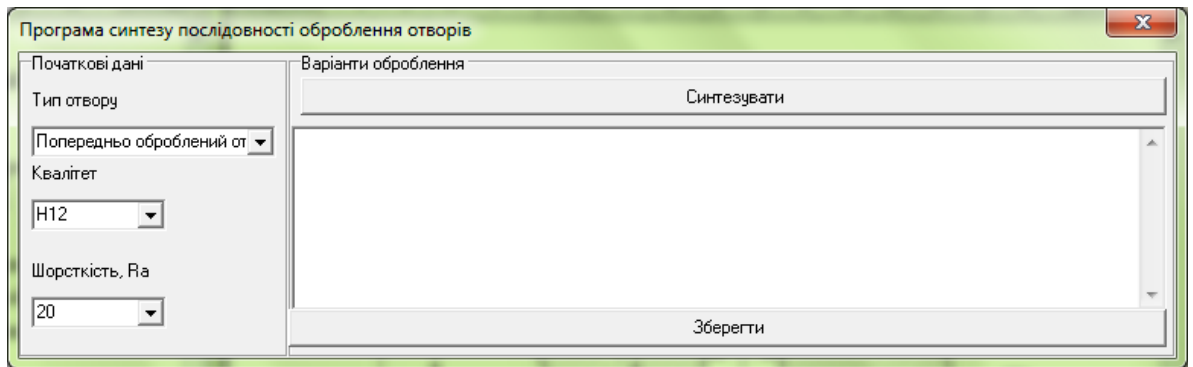 Програма синтезу послідовності оброблення отворів
Початкові дані
Тип отвору
Попередньо оброблений от
Квалітет
H12
Шорсткість, Ra
20
Варіанти оброблення
Синтезувати
Зберегти